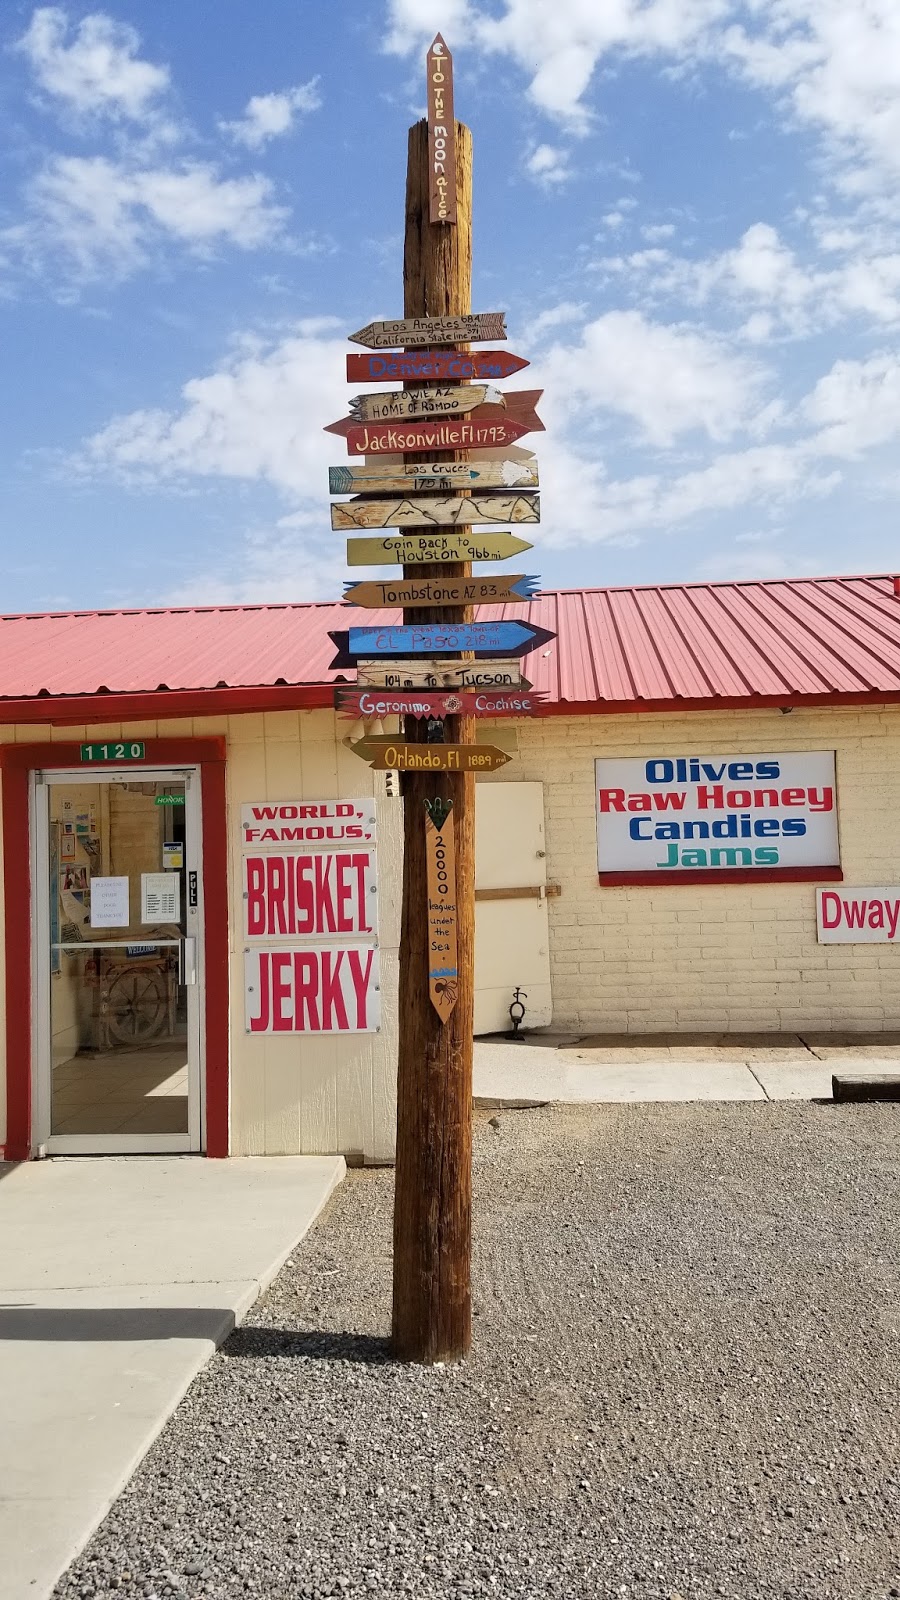 TO THE moon alice
Los Angeles 684
California State line
Denver Co
BOWIE AZ
HOME OF RAMBO
Jacksonville Fl 1793
Las Cruces
175 mi
Goin Back to
Houston 966 mi
Tombstone AZ 83
EL Paso 218 mi
104 m to Tucson
Geronimo Cochise
Orlando, Fl 1889
20000
leagues
under
the
Sea
1120
PULL
WORLD,
FAMOUS,
BRISKET,
JERKY
Olives
Raw Honey
Candies
Jams
Dway